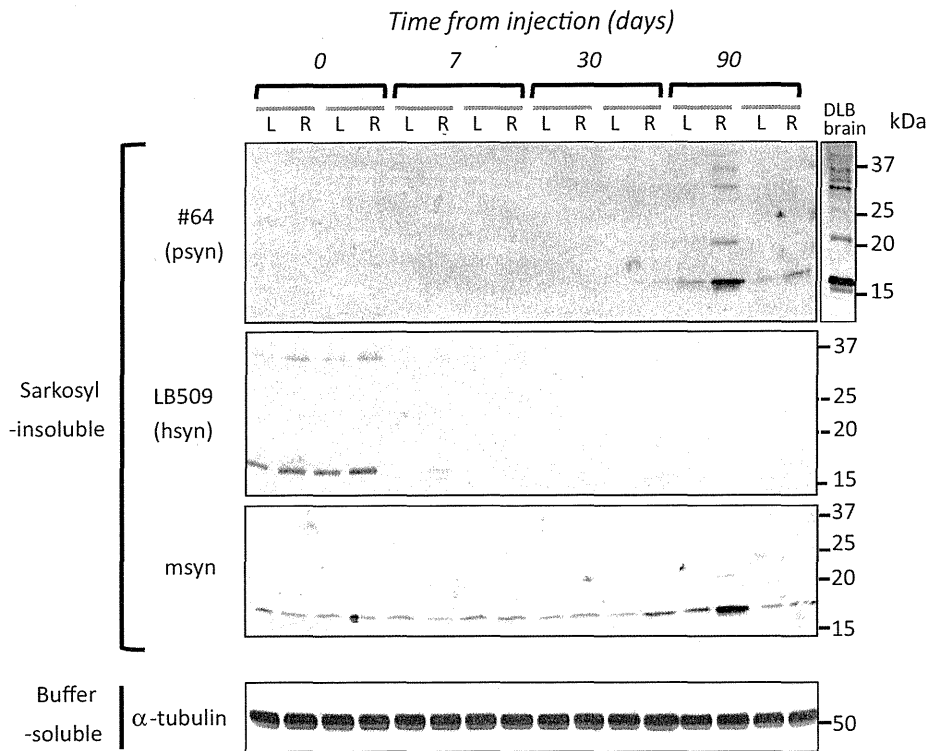 Time from injection (days)
0 7 30 90
L R L R L R L R L R L R L R L R
DLB
brain
kDa
#64
(psyn)
37
25
20
15
Sarkosyl
-insoluble
LB509
(hsyn)
37
25
20
15
msyn
37
25
20
15
Buffer
-soluble
α-tubulin
50